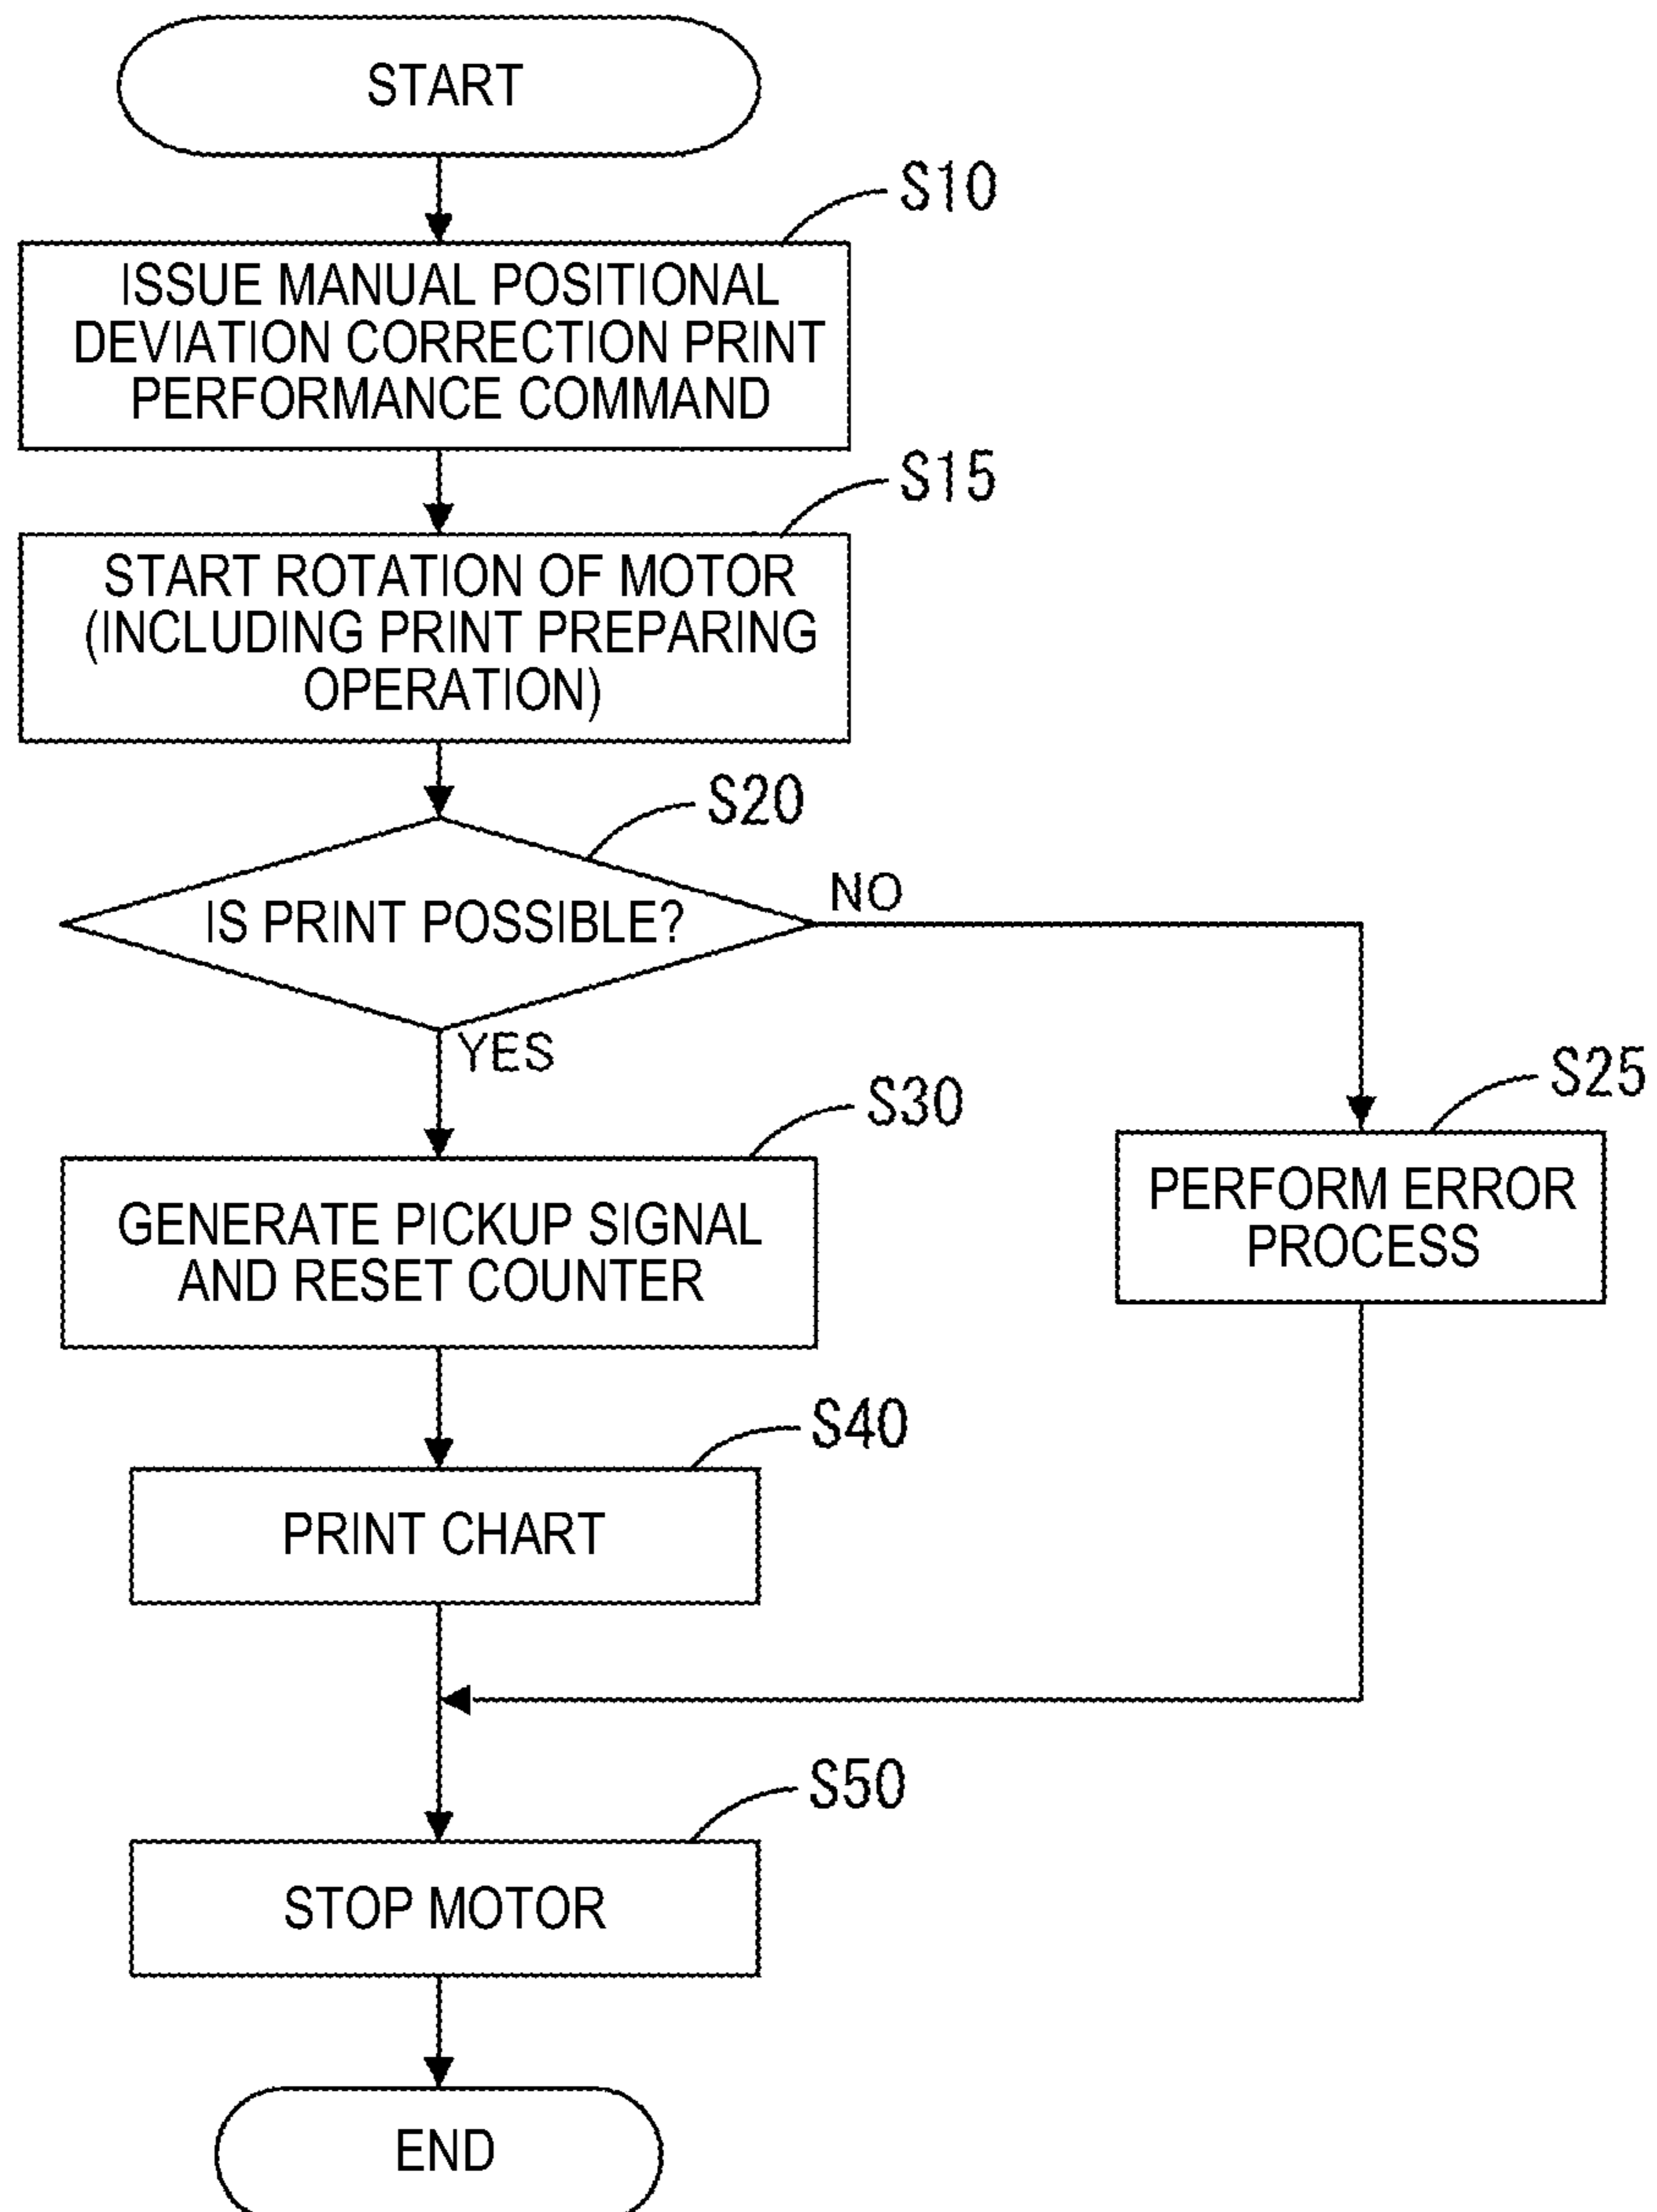 START
S10
ISSUE MANUAL POSITIONAL
DEVIATION CORRECTION PRINT
PERFORMANCE COMMAND
S15
START ROTATION OF MOTOR
(INCLUDING PRINT PREPARING
OPERATION)
S20
IS PRINT POSSIBLE?
NO
YES
S25
PERFORM ERROR
PROCESS
S30
GENERATE PICKUP SIGNAL
AND RESET COUNTER
S40
PRINT CHART
S50
STOP MOTOR
END